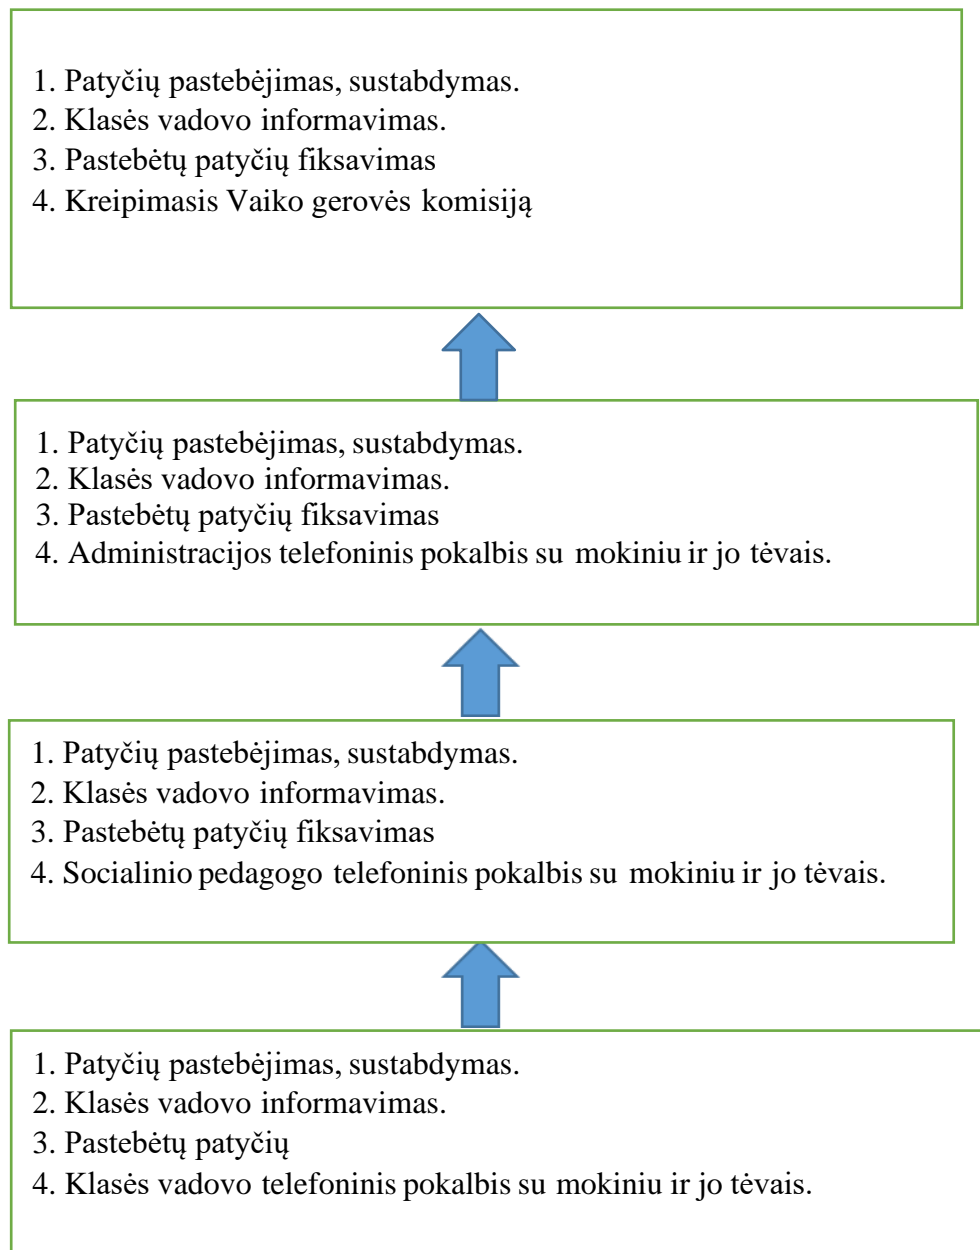 1. Patyčių pastebėjimas, sustabdymas.
2. Klasės vadovo informavimas.
3. Pastebėtų patyčių fiksavimas
4. Kreipimasis Vaiko gerovės komisiją
1. Patyčių pastebėjimas, sustabdymas.
2. Klasės vadovo informavimas.
3. Pastebėtų patyčių fiksavimas
4. Administracijos telefoninis pokalbis su mokiniu ir jo tėvais.
1. Patyčių pastebėjimas, sustabdymas.
2. Klasės vadovo informavimas.
3. Pastebėtų patyčių fiksavimas
4. Socialinio pedagogo telefoninis pokalbis su mokiniu ir jo tėvais.
1. Patyčių pastebėjimas, sustabdymas.
2. Klasės vadovo informavimas.
3. Pastebėtų patyčių
4. Klasės vadovo telefoninis pokalbis su mokiniu ir jo tėvais.